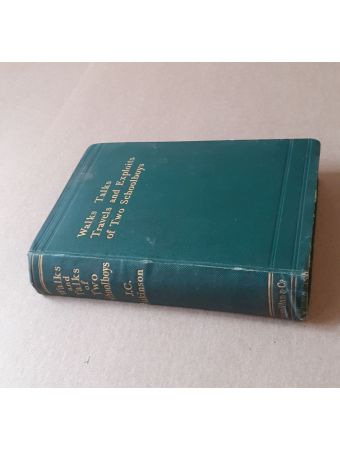 Walks Talks
Travels and Exploits
of Two Schoolboys
Walks
and
Talks
of
Two
Schoolboys
J.C.
Atkinson